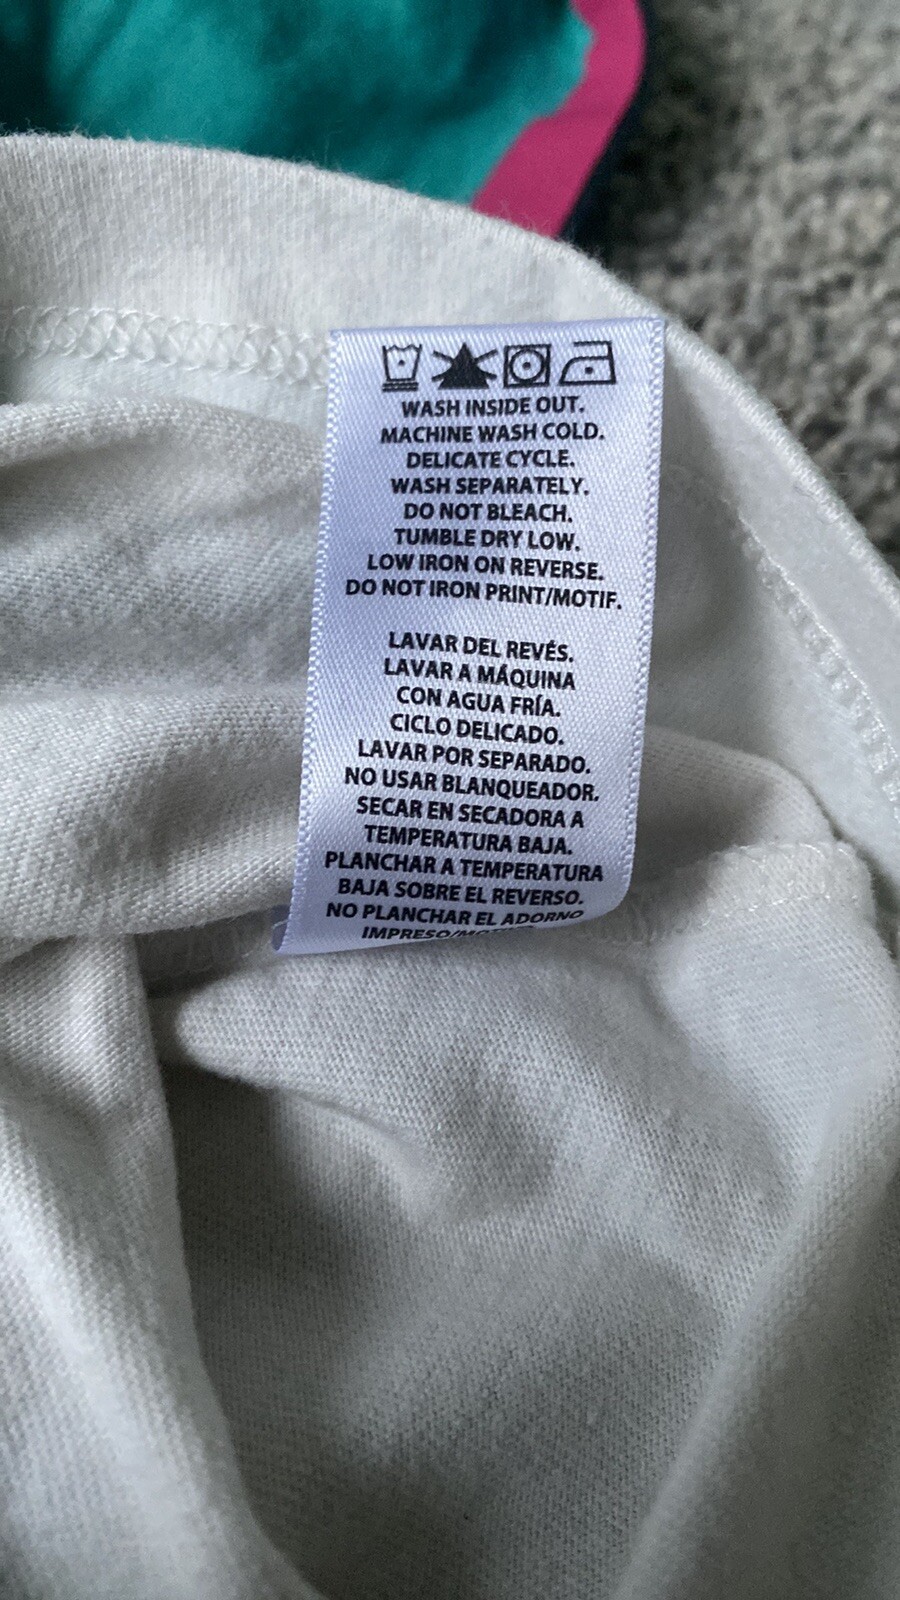 WASH INSIDE OUT.
MACHINE WASH COLD.
DELICATE CYCLE.
WASH SEPARATELY.
DO NOT BLEACH.
TUMBLE DRY LOW.
LOW IRON ON REVERSE.
DO NOT IRON PRINT/MOTIF.
LAVAR DEL REVÉS.
LAVAR A MÁQUINA
CON AGUA FRÍA.
CICLO DELICADO.
LAVAR POR SEPARADO.
NO USAR BLANQUEADOR.
SECAR EN SECADORA A
TEMPERATURA BAJA.
PLANCHAR A TEMPERATURA
BAJA SOBRE EL REVERSO.
NO PLANCHAR EL ADORNO